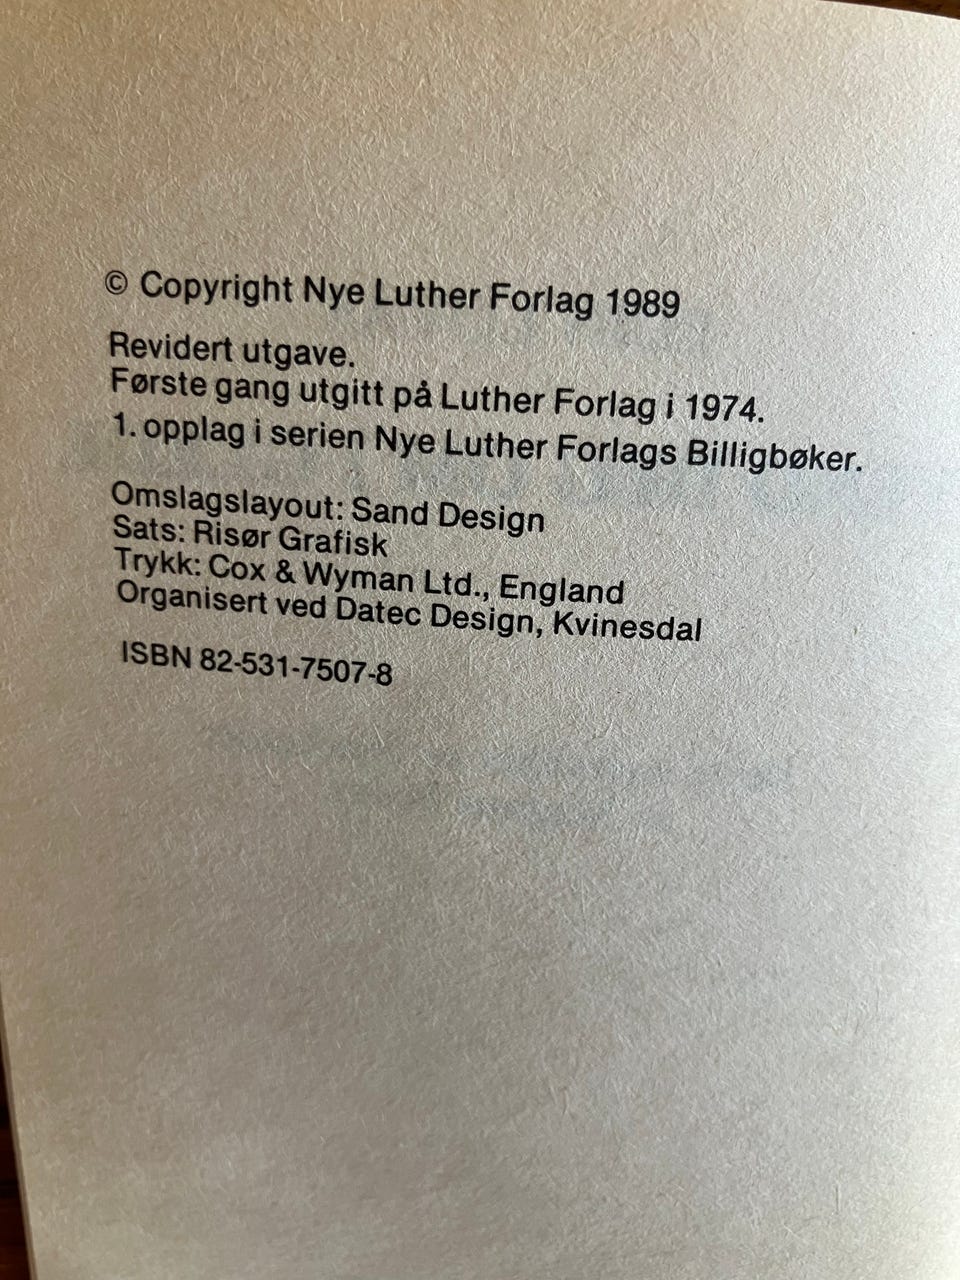 © Copyright Nye Luther Forlag 1989
Revidert utgave.
Første gang utgitt på Luther Forlag i 1974.
1. opplag i serien Nye Luther Forlags Billigbøker.
Omslagslayout: Sand Design
Sats: Risør Grafisk
Trykk: Cox & Wyman Ltd., England
Organisert ved Datec Design, Kvinesdal
ISBN 82-531-7507-8